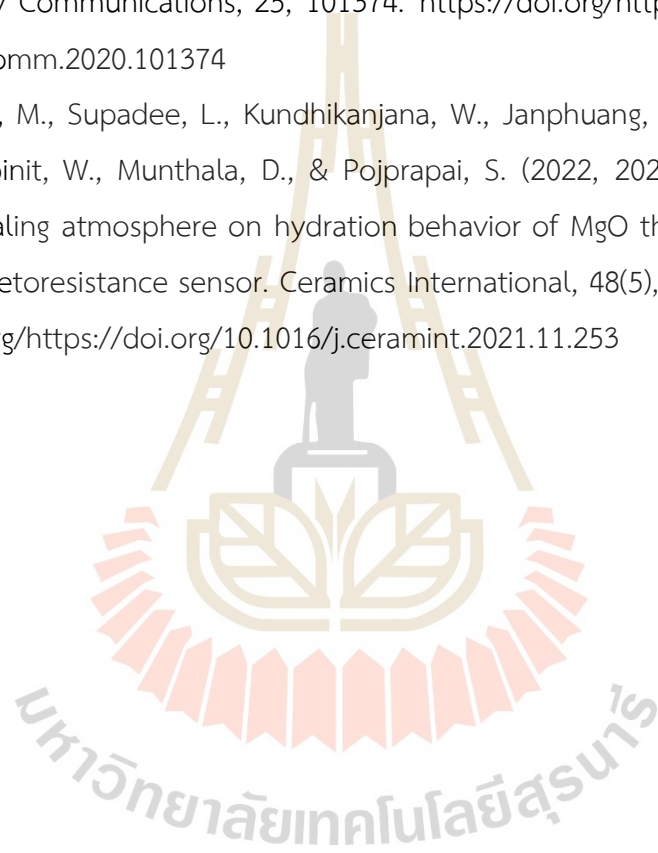 Communications, 25, 101374. https://doi.org/http
omm.2020.101374
, M., Supadee, L., Kundhikanjana, W., Janphuang,
init, W., Munthala, D., & Pojprapai, S. (2022, 202
aling atmosphere on hydration behavior of MgO th
etoresistance sensor. Ceramics International, 48(5),
rg/https://doi.org/10.1016/j.ceramint.2021.11.253
มหาวิทยาลัยเทคโนโลยีสุรนารี